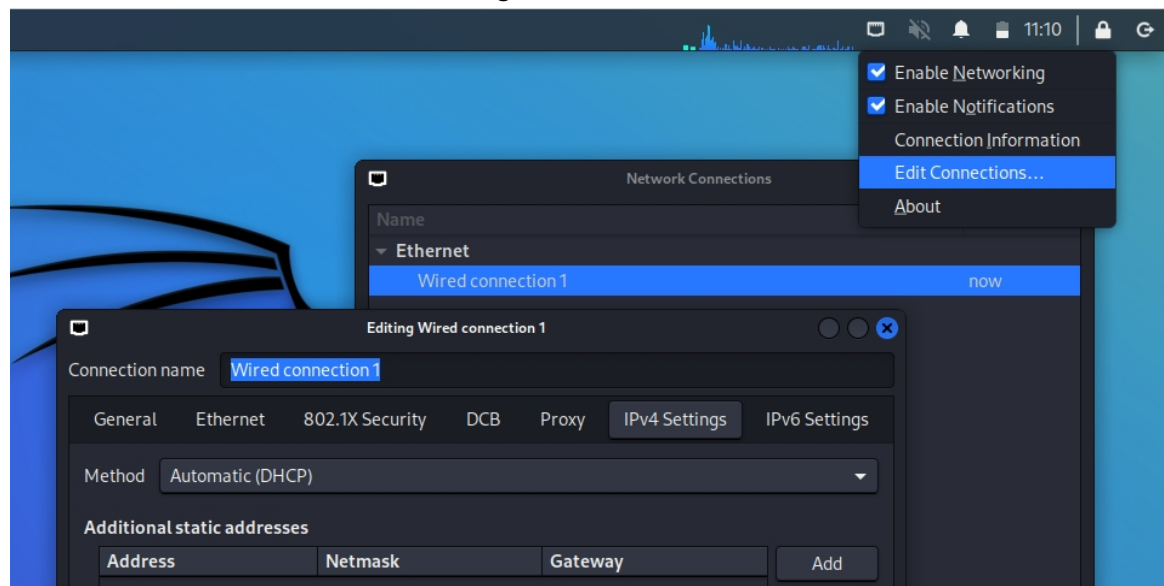 11:10
Enable Networking
Enable Notifications
Connection Information
Edit Connections...
About
Network Connections
Name
Ethernet
Wired connection 1 now
Editing Wired connection 1
Connection name Wired connection 1
General Ethernet 802.1X Security DCB Proxy IPv4 Settings IPv6 Settings
Method Automatic (DHCP)
Additional static addresses
Address Netmask Gateway Add